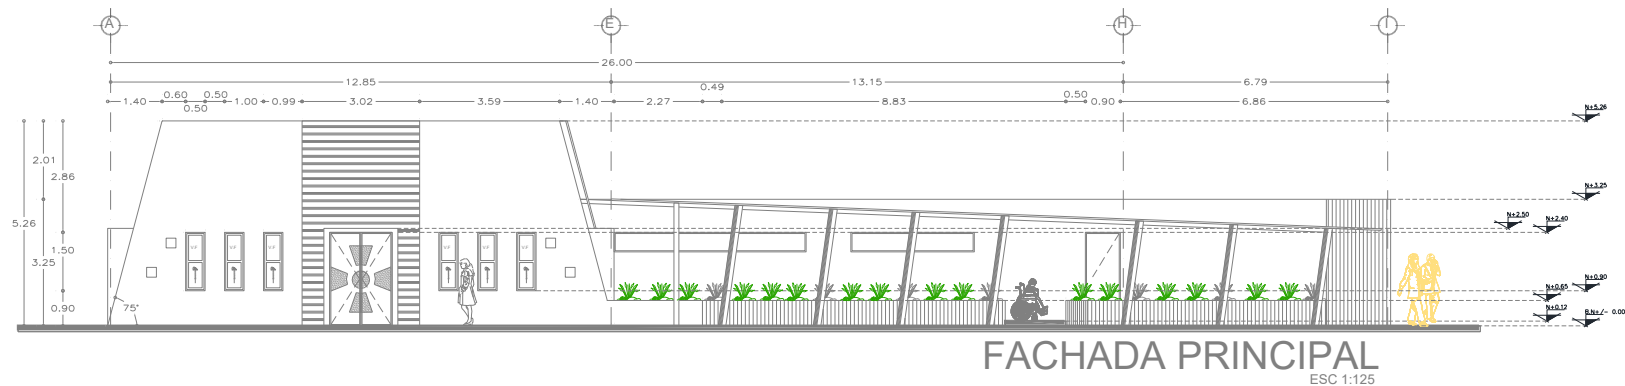 A E H I
26.00
12.85 13.15 6.79
0.60 0.50 0.49 0.50
1.40 1.00 0.99 3.02 3.59 1.40 2.27 8.83 0.90 6.86
0.50
N+5.26
2.01
2.86
N+3.25
5.26
N+2.50
N+2.40
V.F V.F V.F V.F V.F V.F
1.50
3.25
N+0.90
N+0.65
0.90
75°
N+0.12
B.N+/- 0.00
FACHADA PRINCIPAL
ESC 1:125